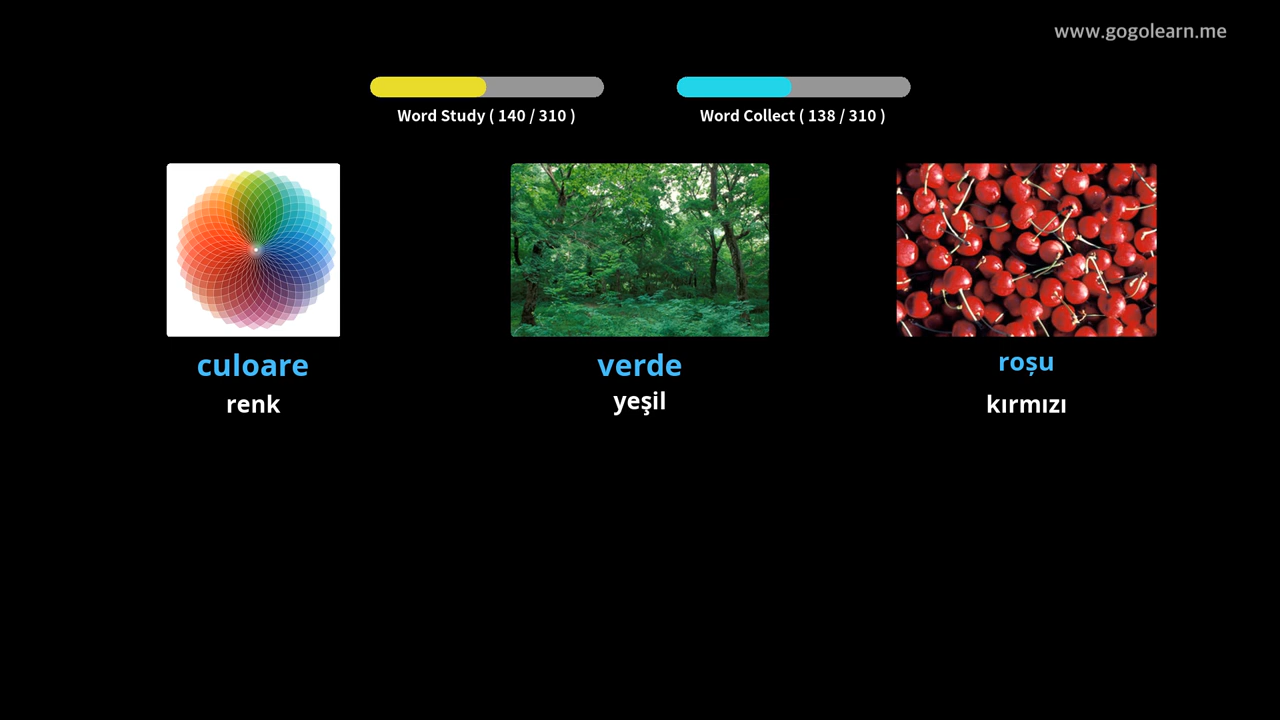 www.gogolearn.me
Word Study ( 140 / 310 )
Word Collect ( 138 / 310 )
culoare
renk
verde
yeşil
roșu
kırmızı